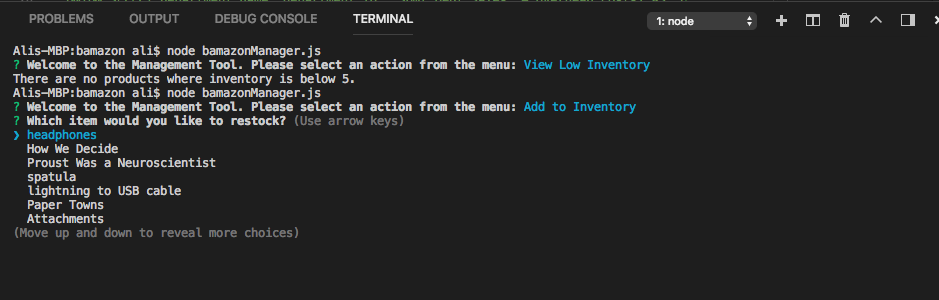 PROBLEMS OUTPUT DEBUG CONSOLE TERMINAL 1: node
Alis-MBP:bamazon ali$ node bamazonManager.js
? Welcome to the Management Tool. Please select an action from the menu: View Low Inventory
There are no products where inventory is below 5.
Alis-MBP:bamazon ali$ node bamazonManager.js
? Welcome to the Management Tool. Please select an action from the menu: Add to Inventory
? Which item would you like to restock? (Use arrow keys)
❯ headphones
How We Decide
Proust Was a Neuroscientist
spatula
lightning to USB cable
Paper Towns
Attachments
(Move up and down to reveal more choices)